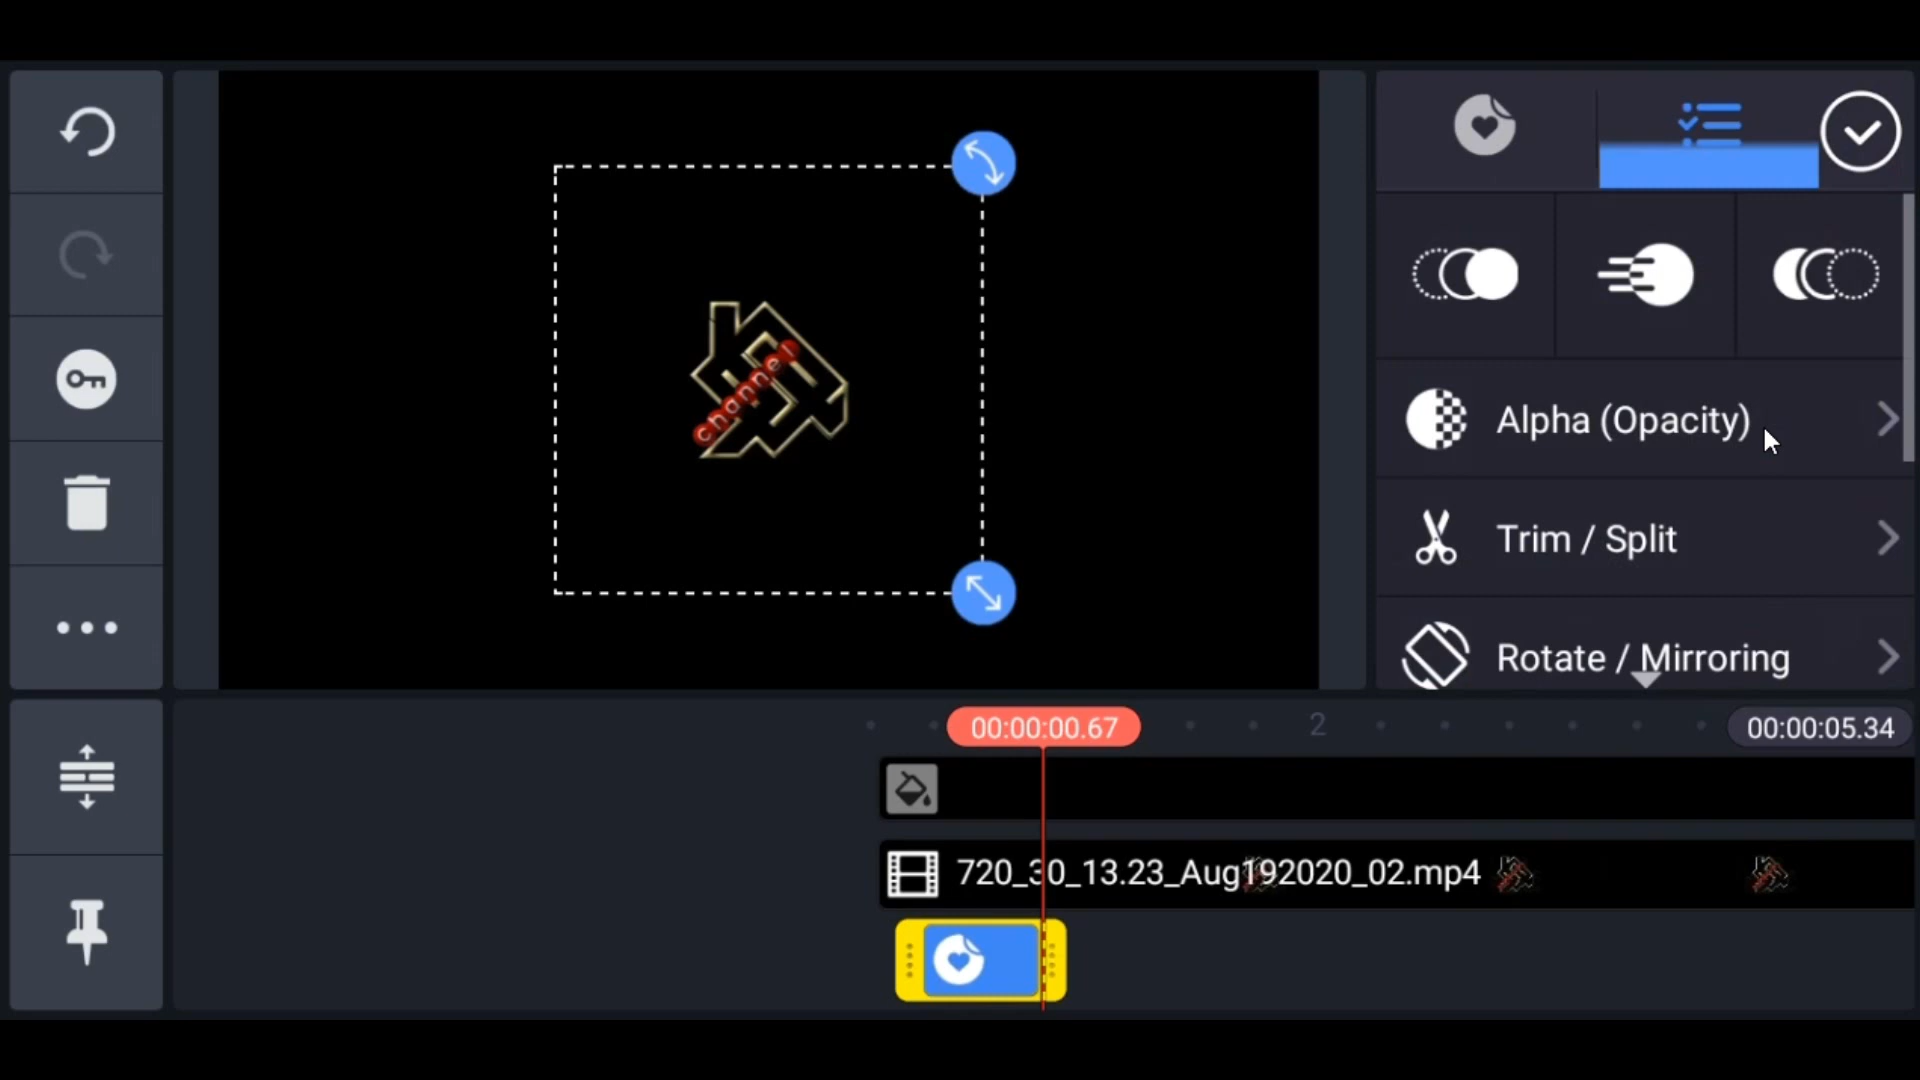 channel
Alpha (Opacity)
Trim / Split
Rotate / Mirroring
00:00:00.67
2
00:00:05.34
720_30_13.23_Aug192020_02.mp4